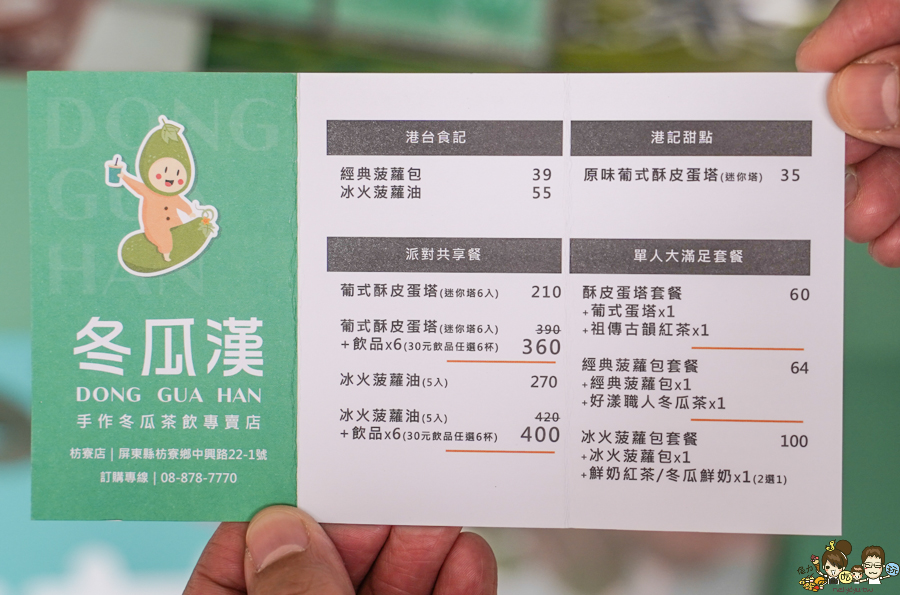 DONG
GUA
HAN
冬瓜漢
DONG GUA HAN
手作冬瓜茶飲專賣店
枋寮店｜屏東縣枋寮鄉中興路22-1號
訂購專線｜08-878-7770
港台食記
經典菠蘿包 39
冰火菠蘿油 55
派對共享餐
葡式酥皮蛋塔(迷你塔6入) 210
葡式酥皮蛋塔(迷你塔6入) 390
+飲品x6(30元飲品任選6杯) 360
冰火菠蘿油(5入) 270
冰火菠蘿油(5入) 420
+飲品x6(30元飲品任選6杯) 400
港記甜點
原味葡式酥皮蛋塔(迷你塔) 35
單人大滿足套餐
酥皮蛋塔套餐 60
+葡式蛋塔x1
+祖傳古韻紅茶x1
經典菠蘿包套餐 64
+經典菠蘿包x1
+好漾職人冬瓜茶x1
冰火菠蘿包套餐 100
+冰火菠蘿包x1
+鮮奶紅茶/冬瓜鮮奶x1(2選1)